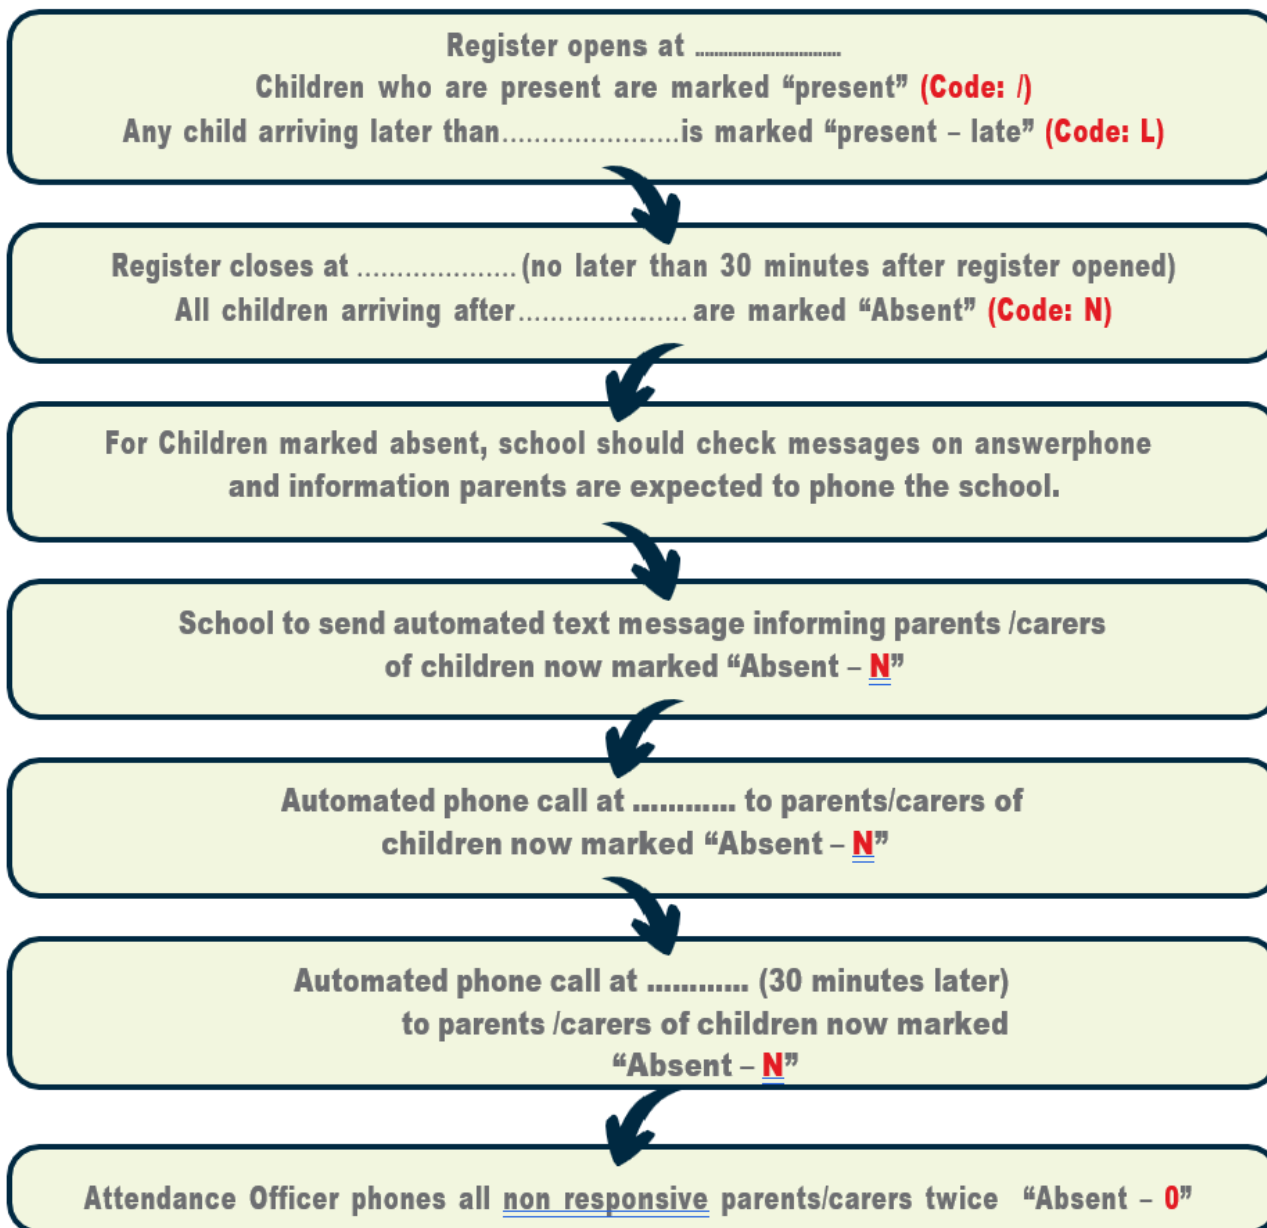 Register opens at ................................
Children who are present are marked “present” (Code: /)
Any child arriving later than......................is marked “present – late” (Code: L)
Register closes at .................... (no later than 30 minutes after register opened)
All children arriving after..................... are marked “Absent” (Code: N)
For Children marked absent, school should check messages on answerphone
and information parents are expected to phone the school.
School to send automated text message informing parents /carers
of children now marked “Absent – N”
Automated phone call at ............ to parents/carers of
children now marked “Absent – N”
Automated phone call at ............ (30 minutes later)
to parents /carers of children now marked
“Absent – N”
Attendance Officer phones all non responsive parents/carers twice “Absent – 0”